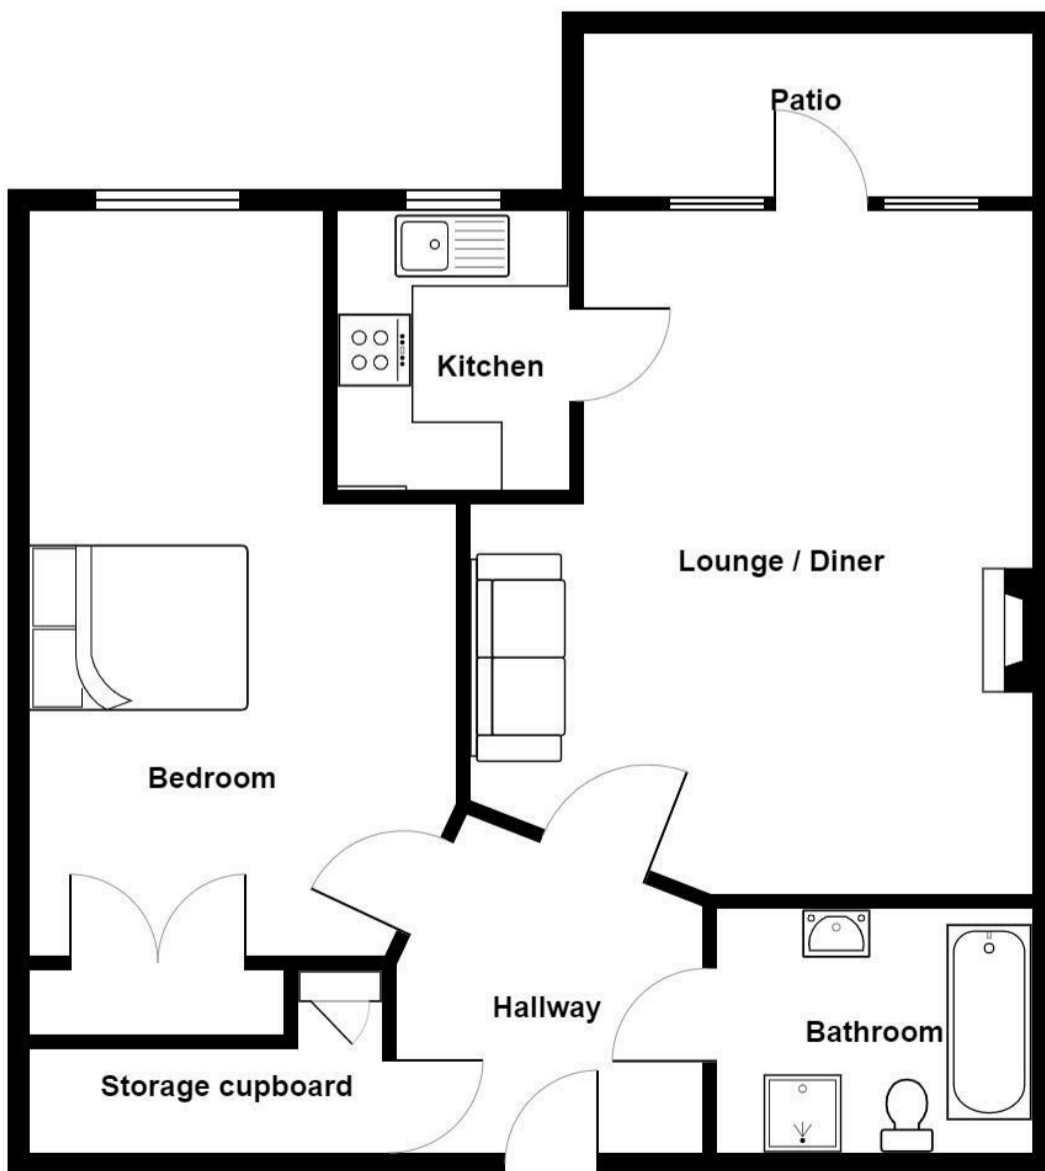 Patio
Kitchen
Lounge / Diner
Bedroom
Hallway
Bathroom
Storage cupboard